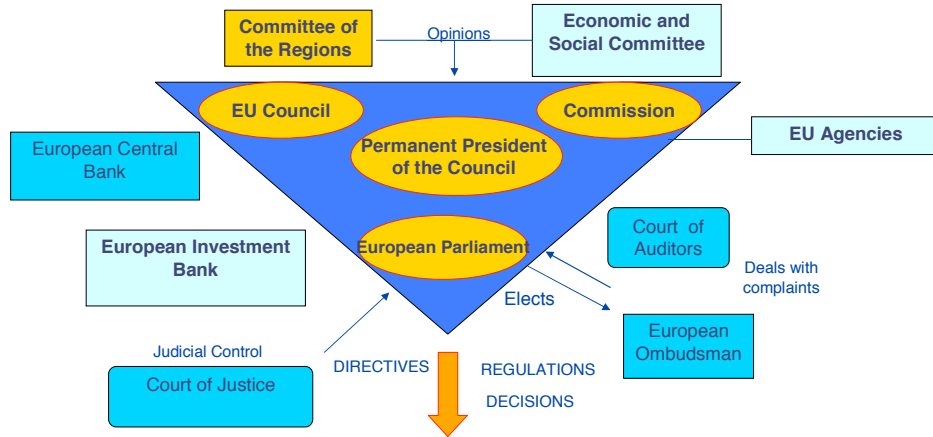 Committee of
the Regions
Opinions
Economic and
Social Committee
EU Council
Commission
Permanent President
of the Council
EU Agencies
European Central
Bank
European Parliament
Court of
Auditors
European Investment
Bank
Deals with
complaints
Elects
European
Ombudsman
Judicial Control
Court of Justice
DIRECTIVES
REGULATIONS
DECISIONS